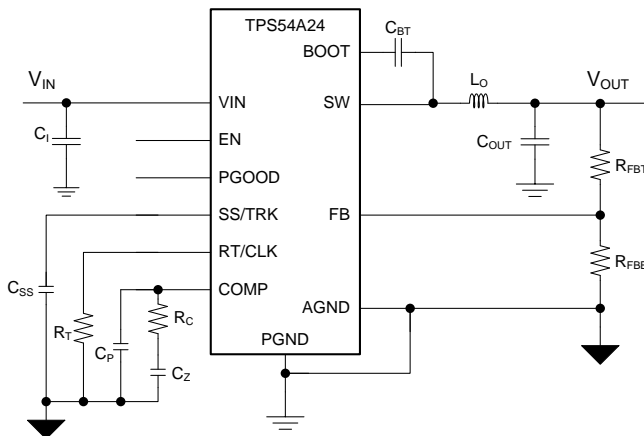 TPS54A24
BOOT
C_BT
V_IN
VIN
SW
L_O
V_OUT
C_I
EN
C_OUT
R_FBT
PGOOD
SS/TRK
FB
RT/CLK
C_SS
COMP
R_FBB
R_T
C_P
R_C
AGND
PGND
C_Z